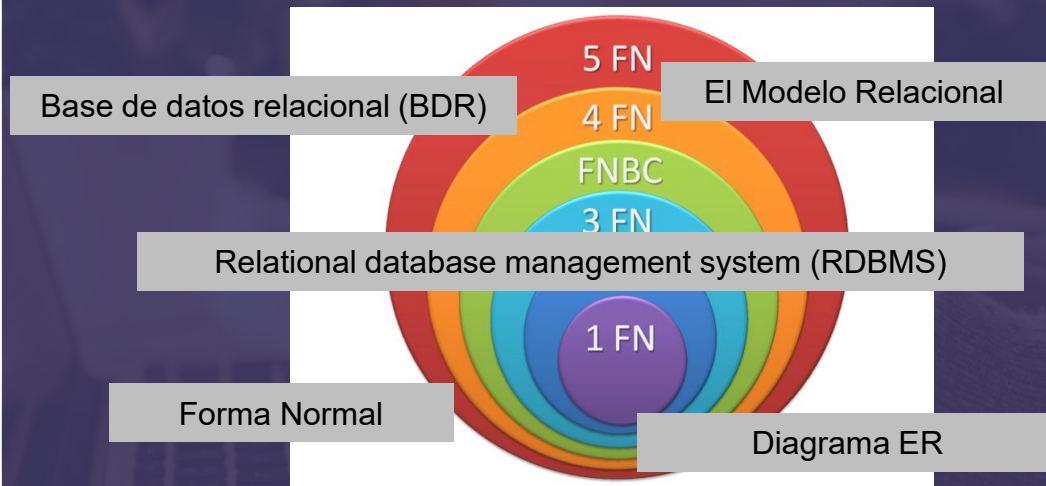 5 FN
El Modelo Relacional
Base de datos relacional (BDR)
4 FN
FNBC
3 FN
Relational database management system (RDBMS)
1 FN
Forma Normal
Diagrama ER